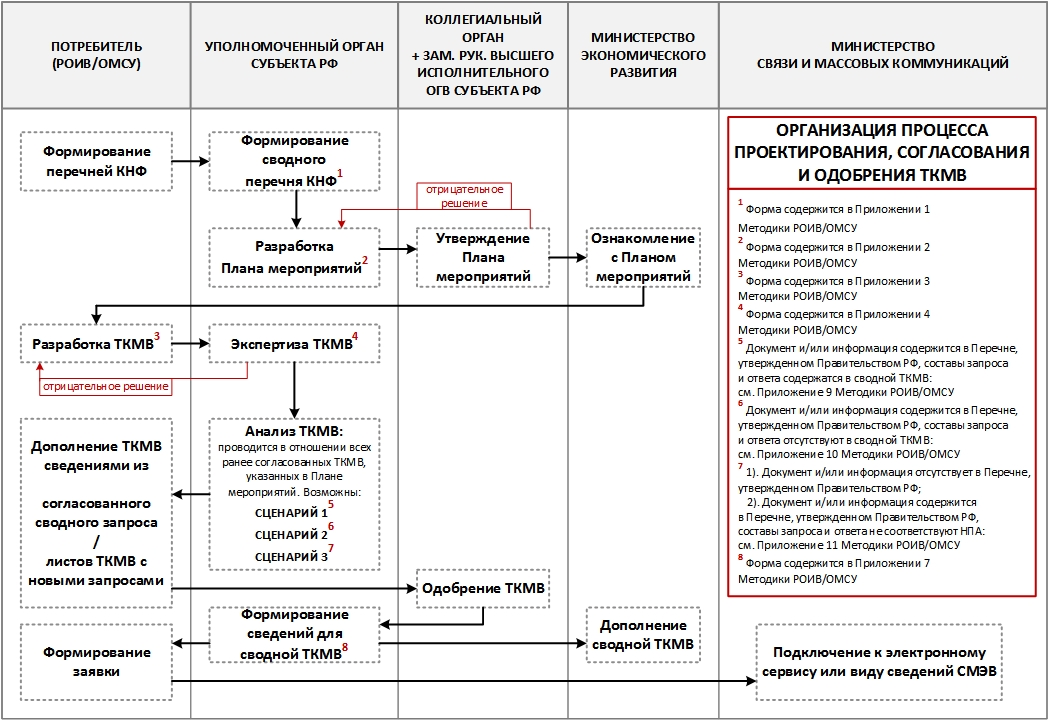 ПОТРЕБИТЕЛЬ
(РОИВ/ОМСУ)
УПОЛНОМОЧЕННЫЙ ОРГАН
СУБЪЕКТА РФ
КОЛЛЕГИАЛЬНЫЙ
ОРГАН
+ ЗАМ. РУК. ВЫСШЕГО
ИСПОЛНИТЕЛЬНОГО
ОГВ СУБЪЕКТА РФ
МИНИСТЕРСТВО
ЭКОНОМИЧЕСКОГО
РАЗВИТИЯ
МИНИСТЕРСТВО
СВЯЗИ И МАССОВЫХ КОММУНИКАЦИЙ
Формирование
перечней КНФ
Формирование
сводного
перечня КНФ1
отрицательное
решение
Разработка
Плана мероприятий2
Утверждение
Плана
мероприятий
Ознакомление
с Планом
мероприятий
Разработка ТКМВ3
Экспертиза ТКМВ4
отрицательное решение
Дополнение ТКМВ
сведениями из
согласованного
сводного запроса
/
листов ТКМВ с
новыми запросами
Анализ ТКМВ:
проводится в отношении всех
ранее согласованных ТКМВ,
указанных в Плане
мероприятий. Возможны:
СЦЕНАРИЙ 15
СЦЕНАРИЙ 26
СЦЕНАРИЙ 37
Одобрение ТКМВ
Формирование
сведений для
сводной ТКМВ8
Дополнение
сводной ТКМВ
Формирование
заявки
Подключение к электронному
сервису или виду сведений СМЭВ
ОРГАНИЗАЦИЯ ПРОЦЕССА
ПРОЕКТИРОВАНИЯ, СОГЛАСОВАНИЯ
И ОДОБРЕНИЯ ТКМВ
1 Форма содержится в Приложении 1
Методики РОИВ/ОМСУ
2 Форма содержится в Приложении 2
Методики РОИВ/ОМСУ
3 Форма содержится в Приложении 3
Методики РОИВ/ОМСУ
4 Форма содержится в Приложении 4
Методики РОИВ/ОМСУ
5 Документ и/или информация содержится в Перечне,
утвержденном Правительством РФ, составы запроса
и ответа содержатся в сводной ТКМВ:
см. Приложение 9 Методики РОИВ/ОМСУ
6 Документ и/или информация содержится в Перечне,
утвержденном Правительством РФ, составы запроса
и ответа отсутствуют в сводной ТКМВ:
см. Приложение 10 Методики РОИВ/ОМСУ
7 1). Документ и/или информация отсутствует в Перечне,
утвержденном Правительством РФ;
2). Документ и/или информация содержится
в Перечне, утвержденном Правительством РФ,
составы запроса и ответа не соответствуют НПА:
см. Приложение 11 Методики РОИВ/ОМСУ
8 Форма содержится в Приложении 7
Методики РОИВ/ОМСУ